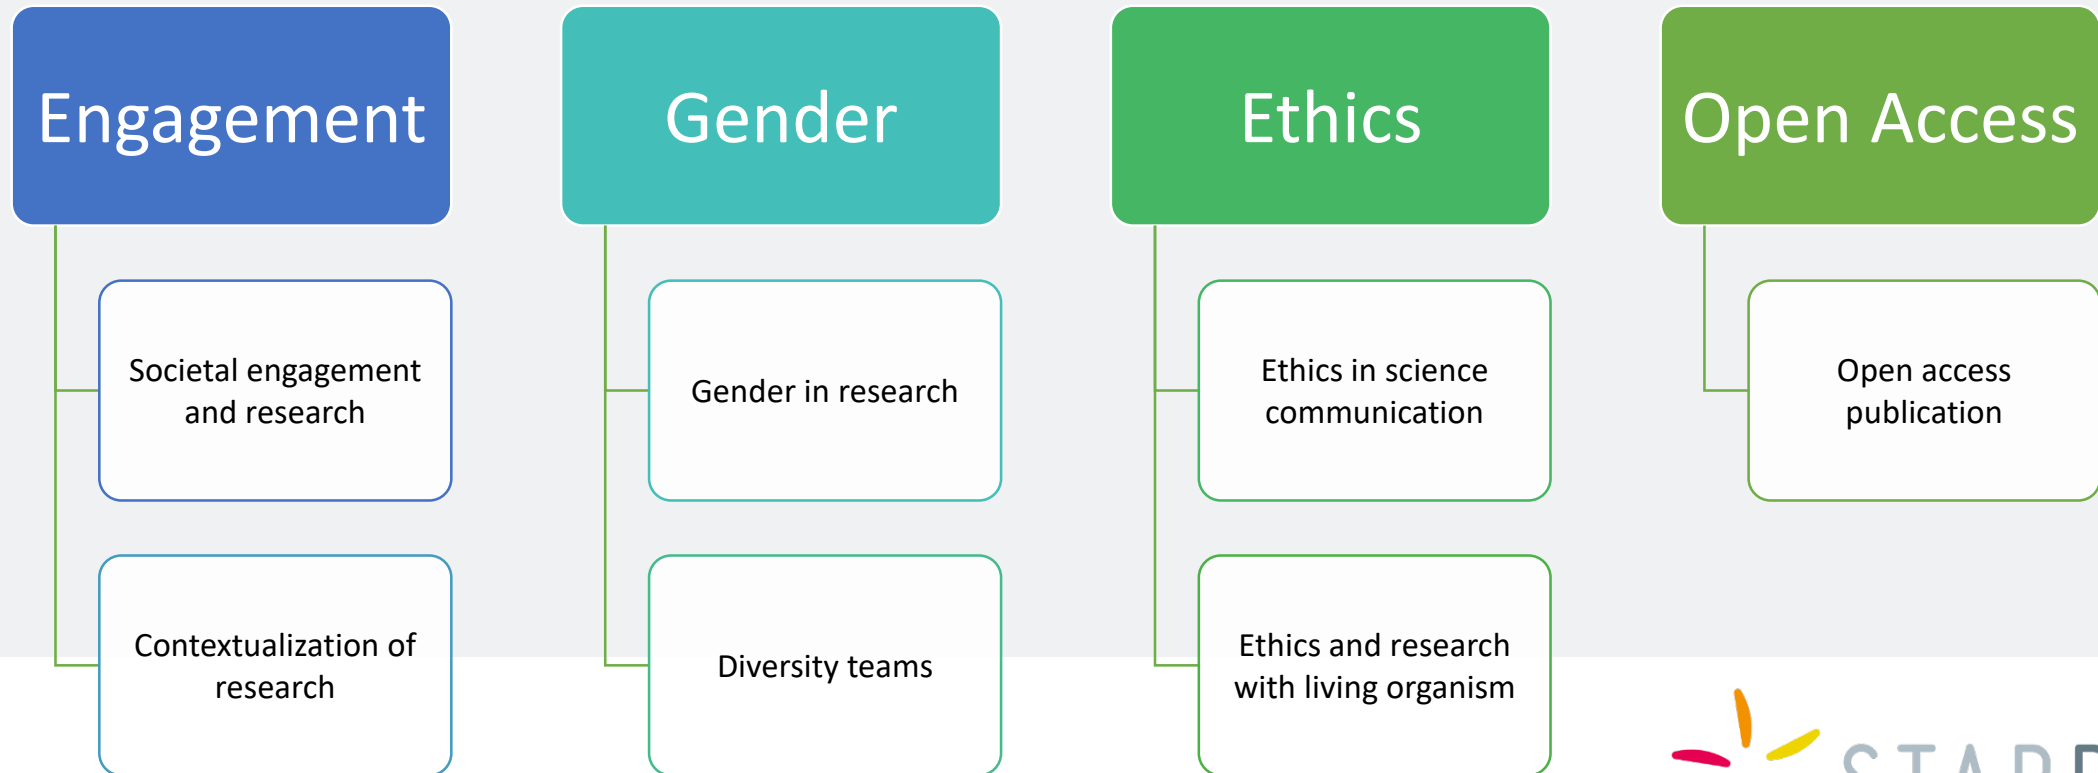 Engagement
Societal engagement
and research
Contextualization of
research
Gender
Gender in research
Diversity teams
Ethics
Ethics in science
communication
Ethics and research
with living organism
Open Access
Open access
publication